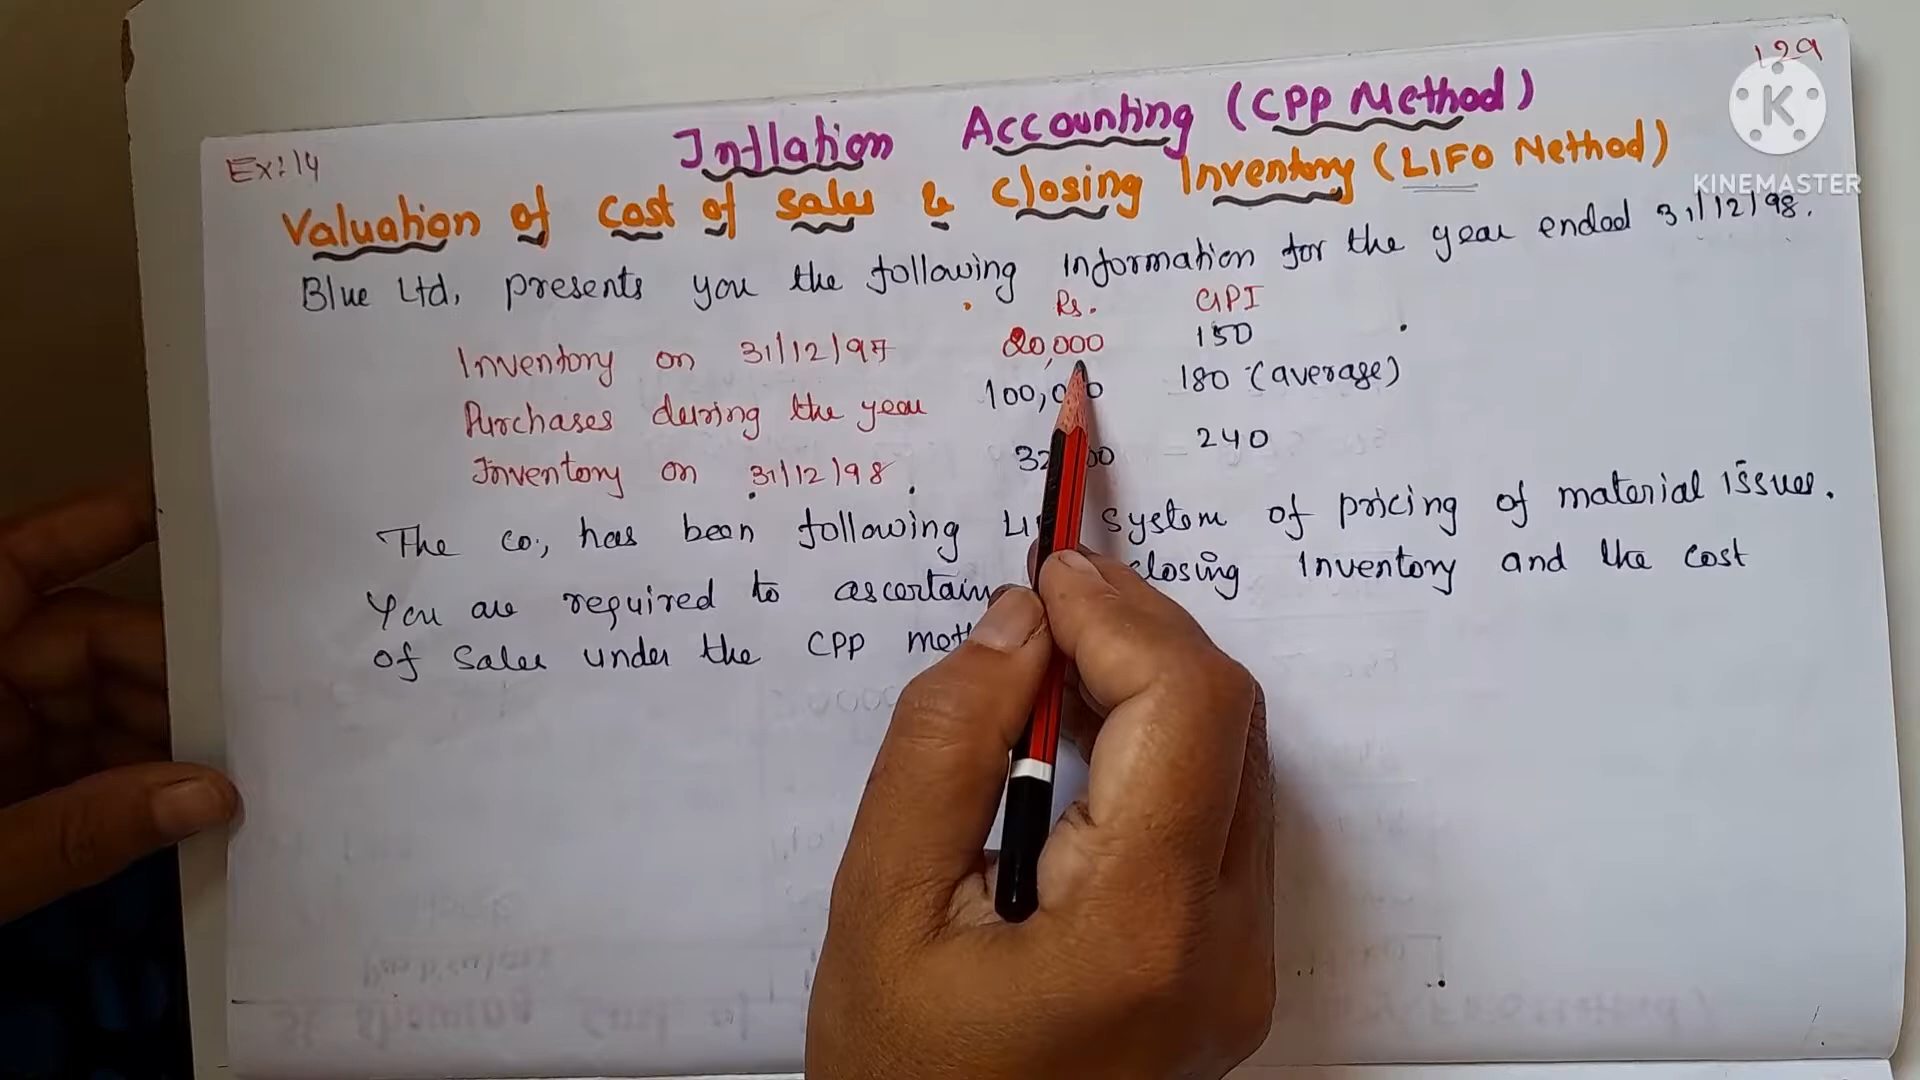 129
Ex:14
Inflation Accounting (CPP Method)
Valuation of Cost of Sales & Closing Inventory (LIFO Method)
Blue Ltd, presents you the following information for the year ended 31/12/98.
Rs. GPI
Inventory on 31/12/97 20,000 150
Purchases during the year 100, 180 (average)
Inventory on 31/12/98 240
The co., has been following system of pricing of material issues.
You are required to ascertain closing Inventory and the cost
of Sales under the CPP
K
KINEMASTER